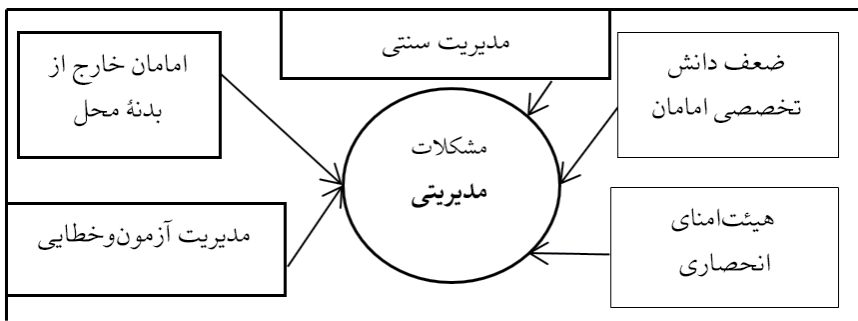 مدیریت سنتی
ضعف دانش
تخصصی امامان
امامان خارج از
بدنهٔ محل
مشکلات
مدیریتی
هیئت‌امنای
انحصاری
مدیریت آزمون‌وخطایی